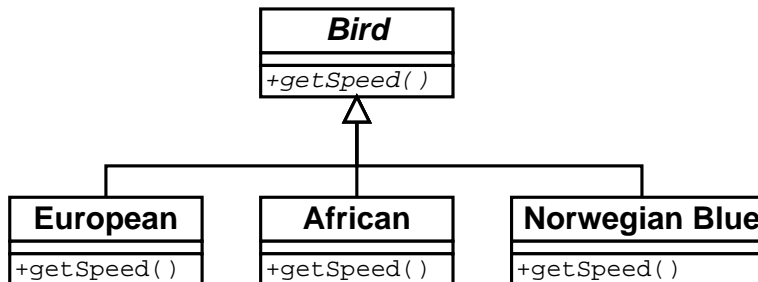 Bird
+getSpeed()
European
African
Norwegian Blue
+getSpeed()
+getSpeed()
+getSpeed()